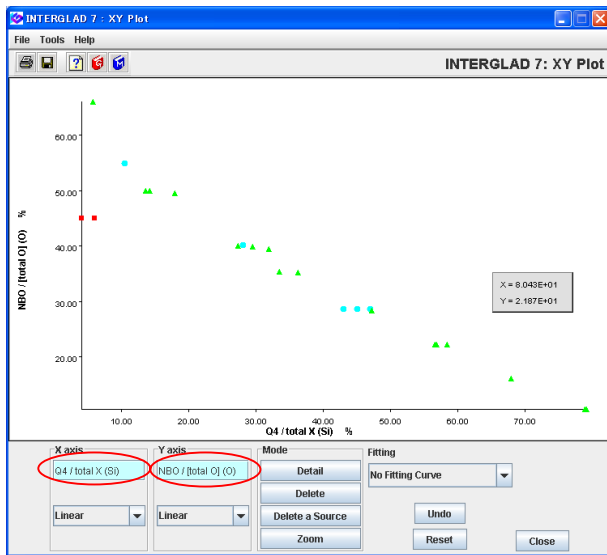 INTERGLAD 7 : XY Plot
File Tools Help
INTERGLAD 7: XY Plot
NBO / [total O] (O) %
60.00
50.00
40.00
30.00
20.00
X = 8.043E+01
Y = 2.187E+01
10.00 20.00 30.00 40.00 50.00 60.00 70.00
Q4 / total X (Si) %
X axis Y axis Mode Fitting
Q4 / total X (Si) NBO / [total O] (O) Detail No Fitting Curve
Delete
Linear Linear Delete a Source Undo
Zoom Reset Close